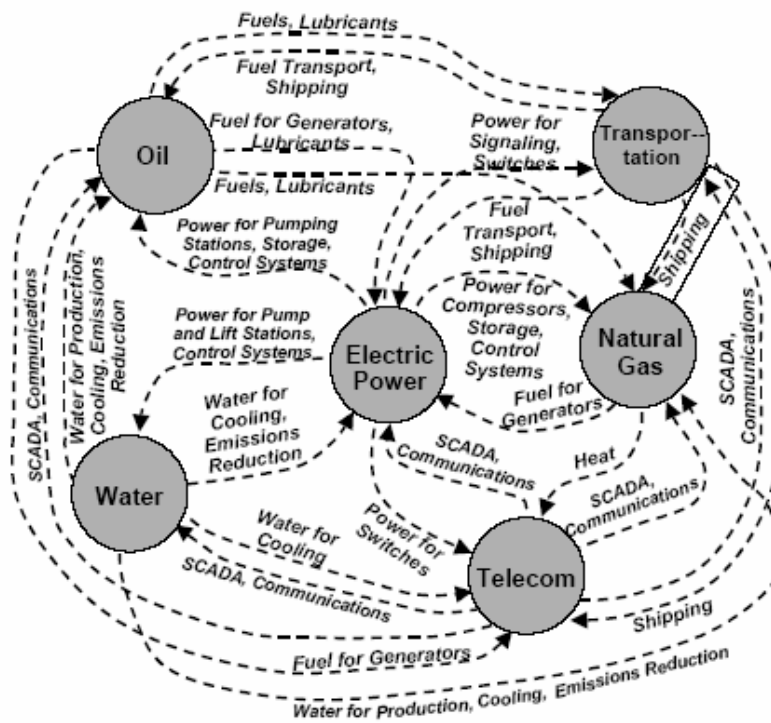 Fuels, Lubricants
Fuel Transport,
Shipping
Fuel for Generators,
Lubricants
Power for
Signaling,
Switches
Oil
Transpor--
tation
Fuels, Lubricants
Power for Pumping
Stations, Storage,
Control Systems
Fuel
Transport,
Shipping
Shipping
Power for Pump
and Lift Stations,
Control Systems
Electric
Power
Power for
Compressors,
Storage,
Control
Systems
Natural
Gas
Fuel for
Generators
SCADA,
Communications
SCADA, Communications
Water for Production,
Cooling, Emissions
Reduction
Water for
Cooling,
Emissions
Reduction
SCADA,
Communications
Heat
SCADA,
Communications
Water
Water for
Cooling
Power for
Switches
Telecom
SCADA, Communications
Shipping
Fuel for Generators
Water for Production, Cooling, Emissions Reduction